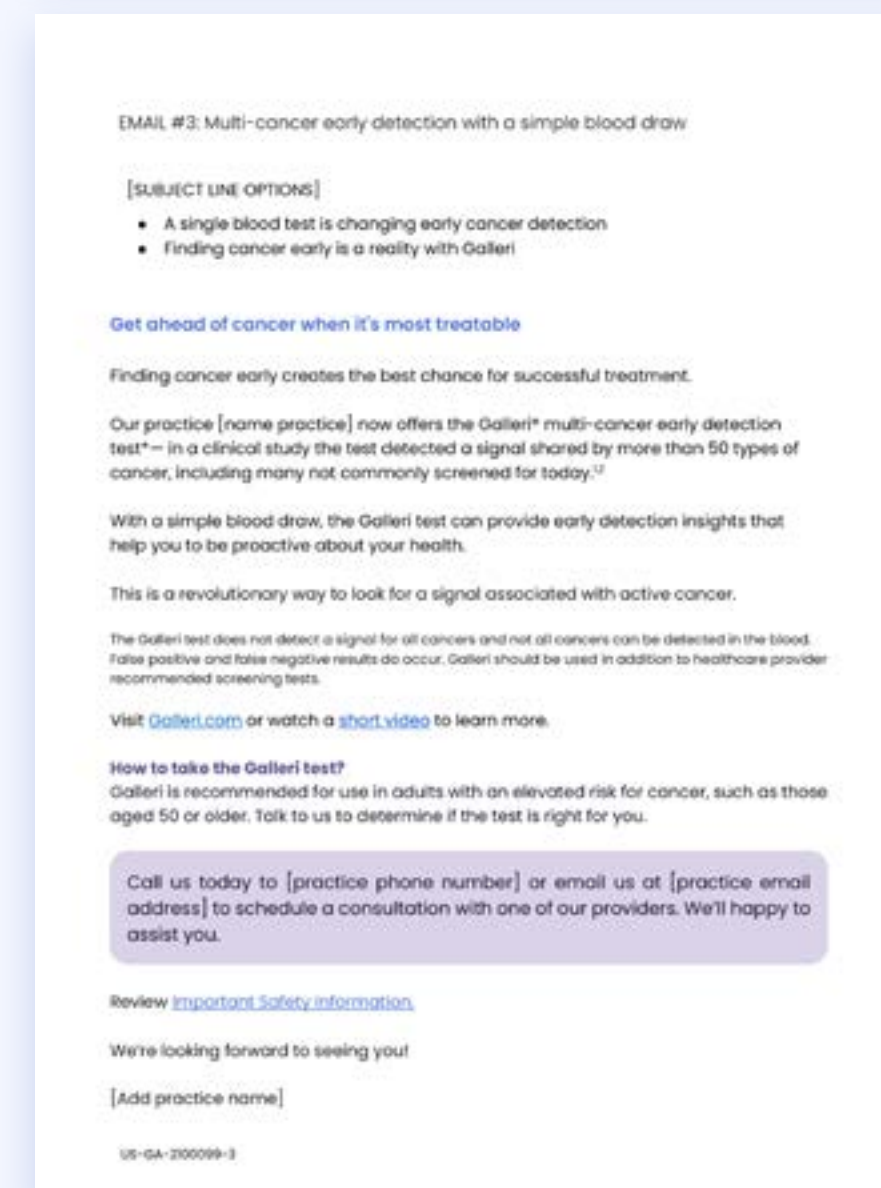 EMAIL #3: Multi-cancer early detection with a simple blood draw
[SUBJECT LINE OPTIONS]
• A single blood test is changing early cancer detection
• Finding cancer early is a reality with Galleri
Get ahead of cancer when it's most treatable
Finding cancer early creates the best chance for successful treatment.
Our practice [name practice] now offers the Galleri® multi-cancer early detection
test*— in a clinical study the test detected a signal shared by more than 50 types of
cancer, including many not commonly screened for today.¹,²
With a simple blood draw, the Galleri test can provide early detection insights that
help you to be proactive about your health.
This is a revolutionary way to look for a signal associated with active cancer.
The Galleri test does not detect a signal for all cancers and not all cancers can be detected in the blood.
False positive and false negative results do occur. Galleri should be used in addition to healthcare provider
recommended screening tests.
Visit Galleri.com or watch a short video to learn more.
How to take the Galleri test?
Galleri is recommended for use in adults with an elevated risk for cancer, such as those
aged 50 or older. Talk to us to determine if the test is right for you.
Call us today to [practice phone number] or email us at [practice email
address] to schedule a consultation with one of our providers. We'll happy to
assist you.
Review Important Safety Information.
We're looking forward to seeing you!
[Add practice name]
US-GA-2100099-3